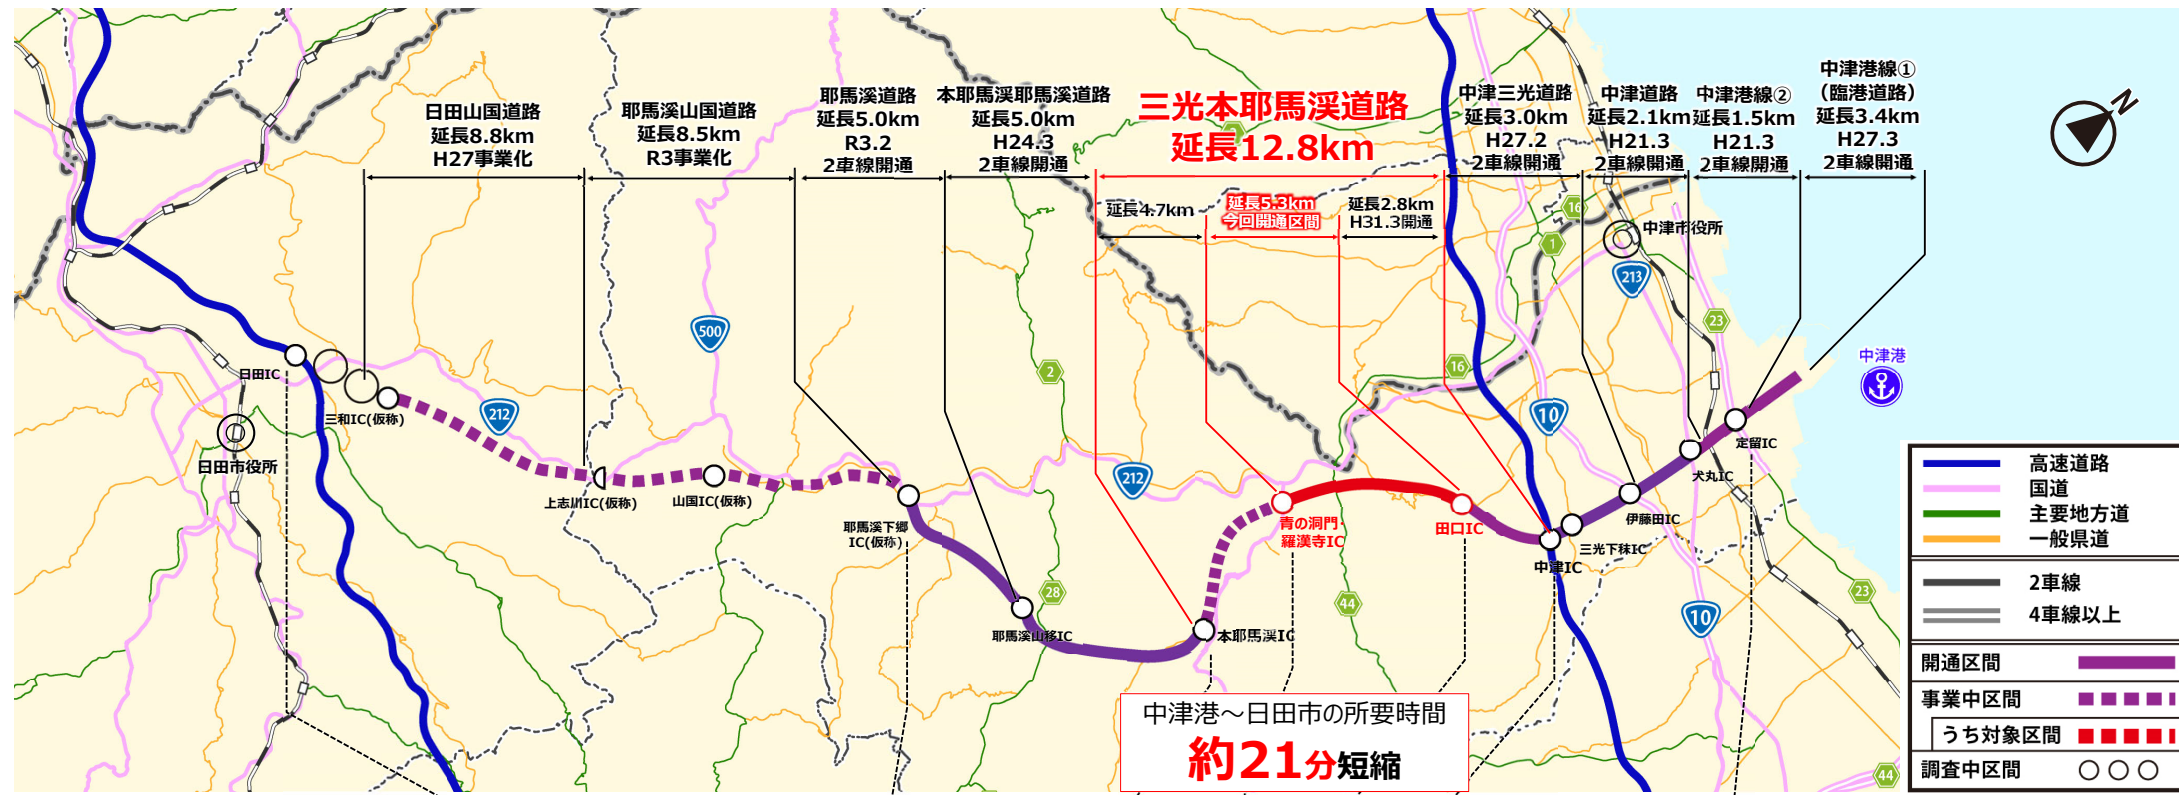 日田山国道路
延長8.8km
H27事業化
耶馬溪山国道路
延長8.5km
R3事業化
耶馬溪道路
延長5.0km
R3.2
2車線開通
本耶馬溪耶馬溪道路
延長5.0km
H24.3
2車線開通
三光本耶馬渓道路
延長12.8km
延長4.7km
延長5.3km
今回開通区間
延長2.8km
H31.3開通
中津三光道路
延長3.0km
H27.2
2車線開通
中津道路
延長2.1km
H21.3
2車線開通
中津港線②
延長1.5km
H21.3
2車線開通
中津港線①
(臨港道路)
延長3.4km
H27.3
2車線開通
N
16
1
中津市役所
213
23
中津港
500
2
16
10
212
212
日田IC
三和IC(仮称)
日田市役所
上志川IC(仮称)
山国IC(仮称)
耶馬溪下郷
IC(仮称)
耶馬溪山移IC
28
本耶馬渓IC
青の洞門・
羅漢寺IC
田口IC
44
中津IC
三光下秣IC
伊藤田IC
犬丸IC
定留IC
10
23
44
中津港～日田市の所要時間
約21分短縮
高速道路
国道
主要地方道
一般県道
2車線
4車線以上
開通区間
事業中区間
うち対象区間
調査中区間